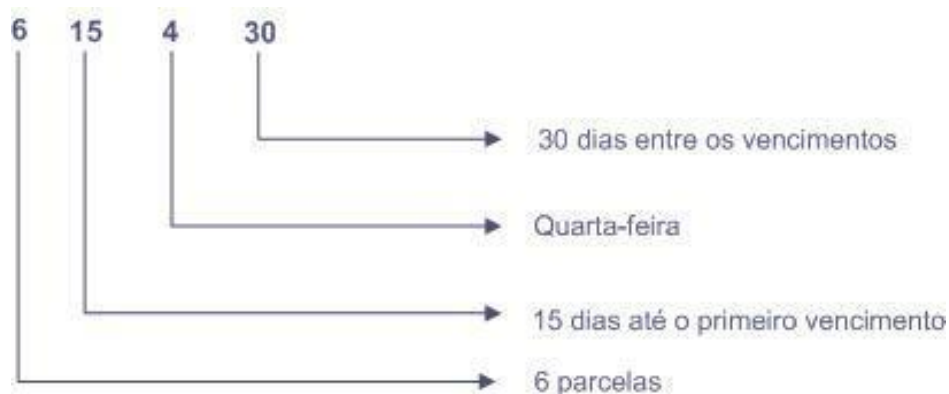 6 15 4 30
30 dias entre os vencimentos
Quarta-feira
15 dias até o primeiro vencimento
6 parcelas